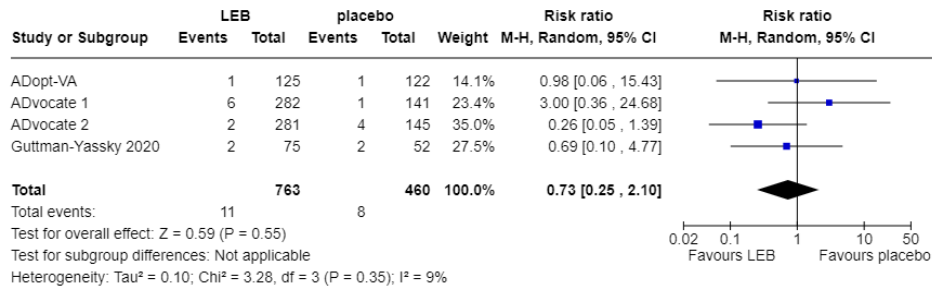 LEB placebo Risk ratio Risk ratio
Study or Subgroup Events Total Events Total Weight M-H, Random, 95% CI M-H, Random, 95% CI
ADopt-VA 1 125 1 122 14.1% 0.98 [0.06 , 15.43]
ADvocate 1 6 282 1 141 23.4% 3.00 [0.36 , 24.68]
ADvocate 2 2 281 4 145 35.0% 0.26 [0.05 , 1.39]
Guttman-Yassky 2020 2 75 2 52 27.5% 0.69 [0.10 , 4.77]
Total 763 460 100.0% 0.73 [0.25 , 2.10]
Total events: 11 8
Test for overall effect: Z = 0.59 (P = 0.55)
0.02 0.1 1 10 50
Test for subgroup differences: Not applicable
Favours LEB Favours placebo
Heterogeneity: Tau² = 0.10; Chi² = 3.28, df = 3 (P = 0.35); I² = 9%